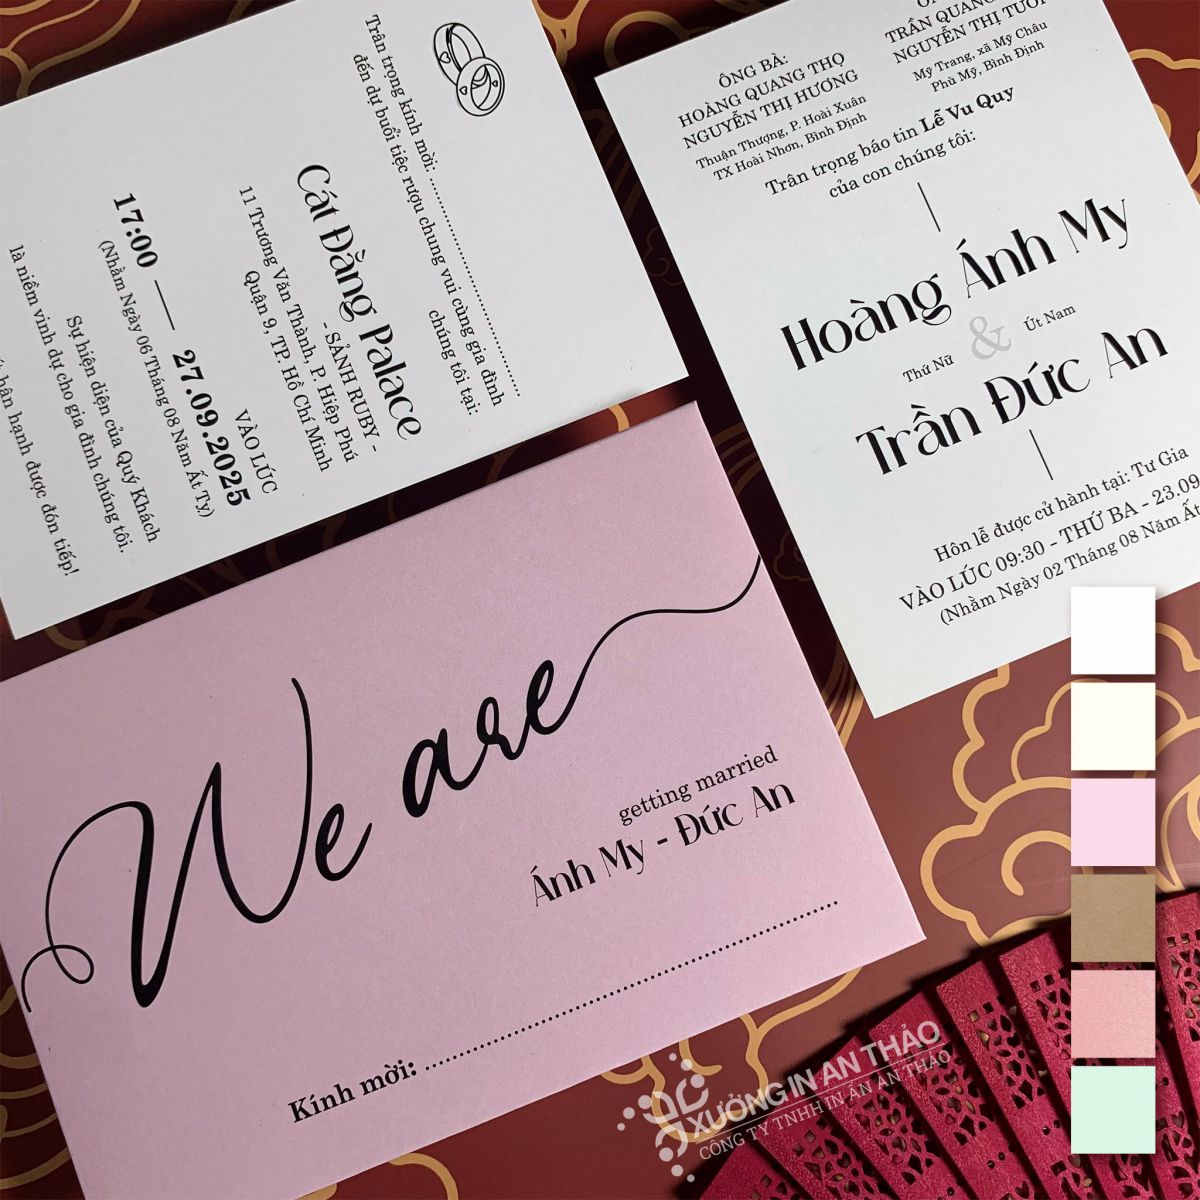 Trân trọng kính mời:
đến dự buổi tiệc rượu chung vui cùng gia đình
chúng tôi tại:
Cát Đằng Palace
- SẢNH RUBY -
11 Trương Văn Thành, P. Hiệp Phú
Quận 9, TP. Hồ Chí Minh
VÀO LÚC
17:00 — 27.09.2025
(Nhằm Ngày 06 Tháng 08 Năm Ất Tỵ)
Sự hiện diện của Quý Khách
là niềm vinh dự cho gia đình chúng tôi.
hân hạnh được đón tiếp!
ÔNG BÀ:
HOÀNG QUANG THỌ
NGUYỄN THỊ HƯƠNG
Thuận Thượng, P. Hoài Xuân
TX Hoài Nhơn, Bình Định
TRẦN QUANG
NGUYỄN THỊ TƯƠI
Mỹ Trang, xã Mỹ Châu
Phù Mỹ, Bình Định
Trân trọng báo tin Lễ Vu Quy
của con chúng tôi:
Hoàng Ánh My
Thứ Nữ & Út Nam
Trần Đức An
Hôn lễ được cử hành tại: Tư Gia
VÀO LÚC 09:30 - THỨ BA - 23.09
(Nhằm Ngày 02 Tháng 08 Năm Ất
We are
getting married
Ánh My - Đức An
Kính mời:
XƯỞNG IN AN THẢO
CÔNG TY TNHH IN ẤN AN THẢO